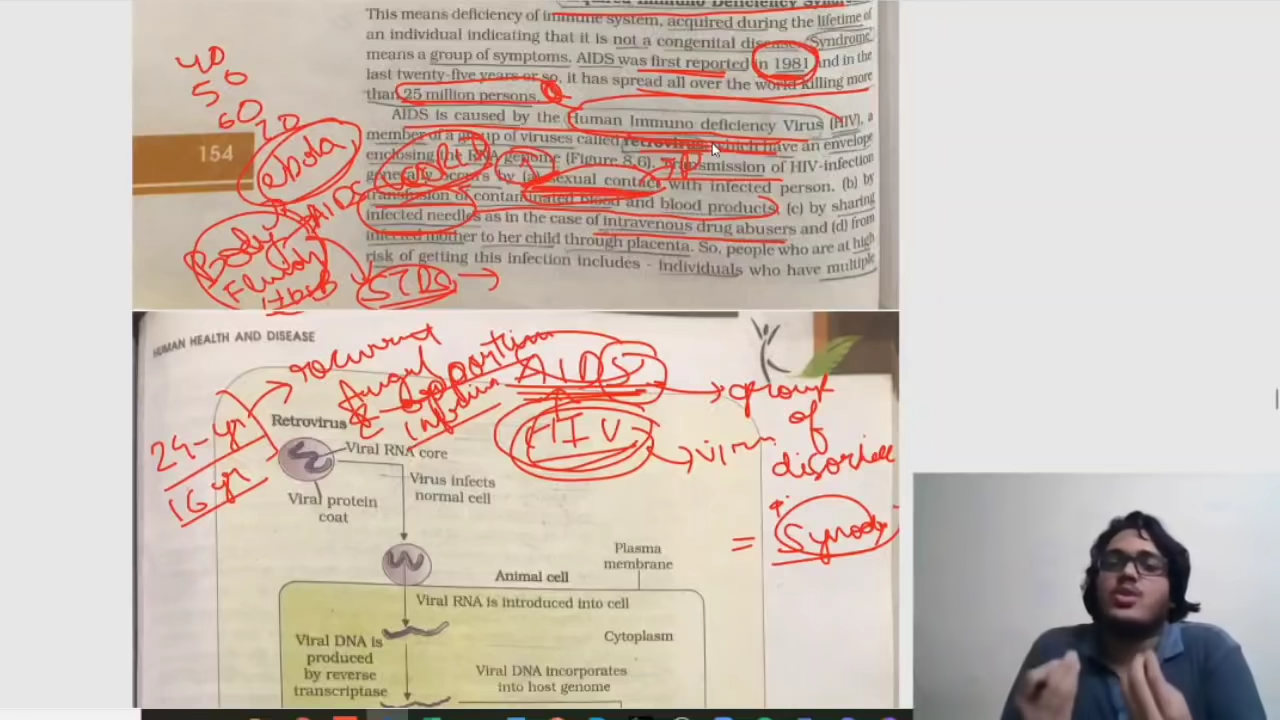 This means deficiency of immune system, acquired during the lifetime of
an individual indicating that it is not a congenital disease. 'Syndrome'
means a group of symptoms. AIDS was first reported in 1981 and in the
last twenty-five years or so, it has spread all over the world killing more
than 25 million persons.
AIDS is caused by the Human Immuno deficiency Virus (HIV), a
member of a group of viruses called retrovirus, which have an envelope
enclosing the RNA genome (Figure 8.6). Transmission of HIV-infection
generally occurs by (a) sexual contact with infected person, (b) by
transfusion of contaminated blood and blood products, (c) by sharing
infected needles as in the case of intravenous drug abusers and (d) from
infected mother to her child through placenta. So, people who are at high
risk of getting this infection includes - individuals who have multiple
154
40
50
60
70
ebola
AIDS
Body
STDs
HUMAN HEALTH AND DISEASE
recurrent
24-yr
16 yr
AIDS
HIV
group
of
virus
=
Retrovirus
Viral RNA core
Viral protein
coat
Virus infects
normal cell
Plasma
membrane
Animal cell
Viral RNA is introduced into cell
Cytoplasm
Viral DNA is
produced
by reverse
transcriptase
Viral DNA incorporates
into host genome